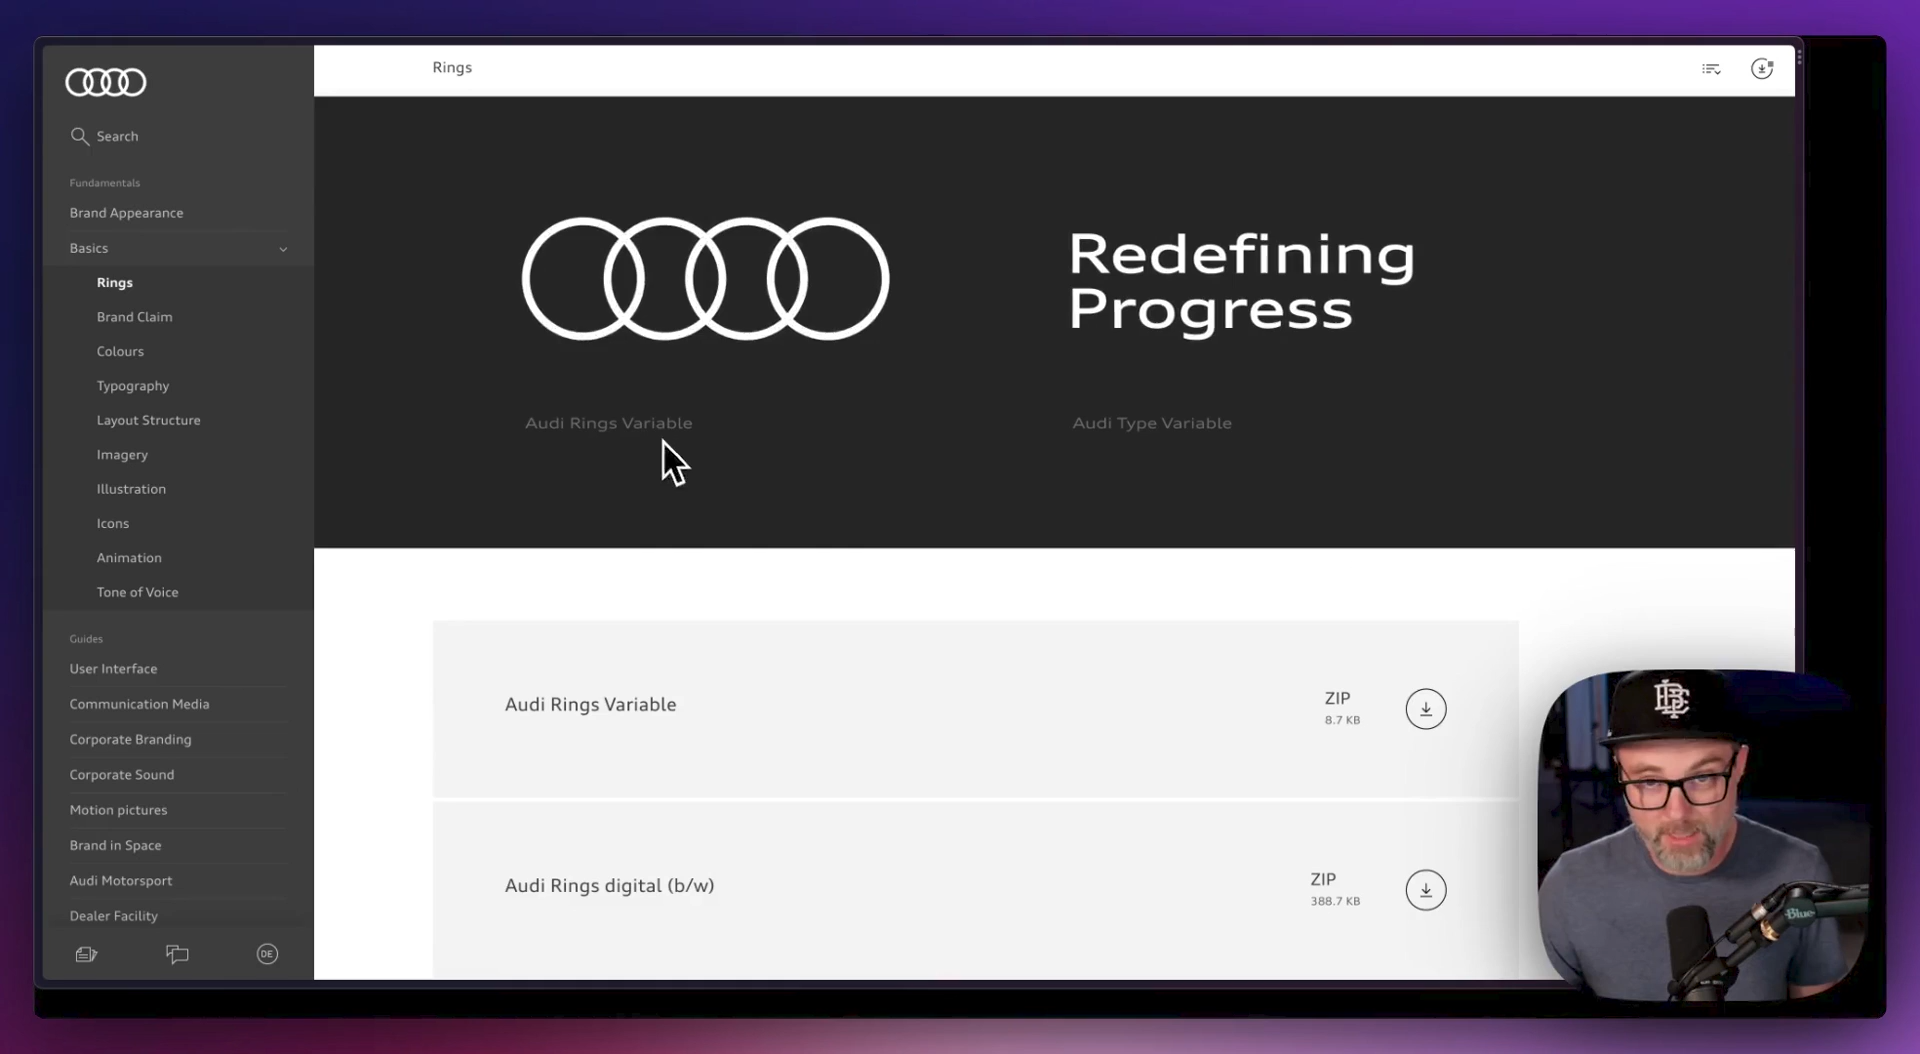 Search
Fundamentals
Brand Appearance
Basics
Rings
Brand Claim
Colours
Typography
Layout Structure
Imagery
Illustration
Icons
Animation
Tone of Voice
Guides
User Interface
Communication Media
Corporate Branding
Corporate Sound
Motion pictures
Brand in Space
Audi Motorsport
Dealer Facility
DE
Rings
Redefining
Progress
Audi Rings Variable
Audi Type Variable
Audi Rings Variable
ZIP
8.7 KB
Audi Rings digital (b/w)
ZIP
388.7 KB
Blue